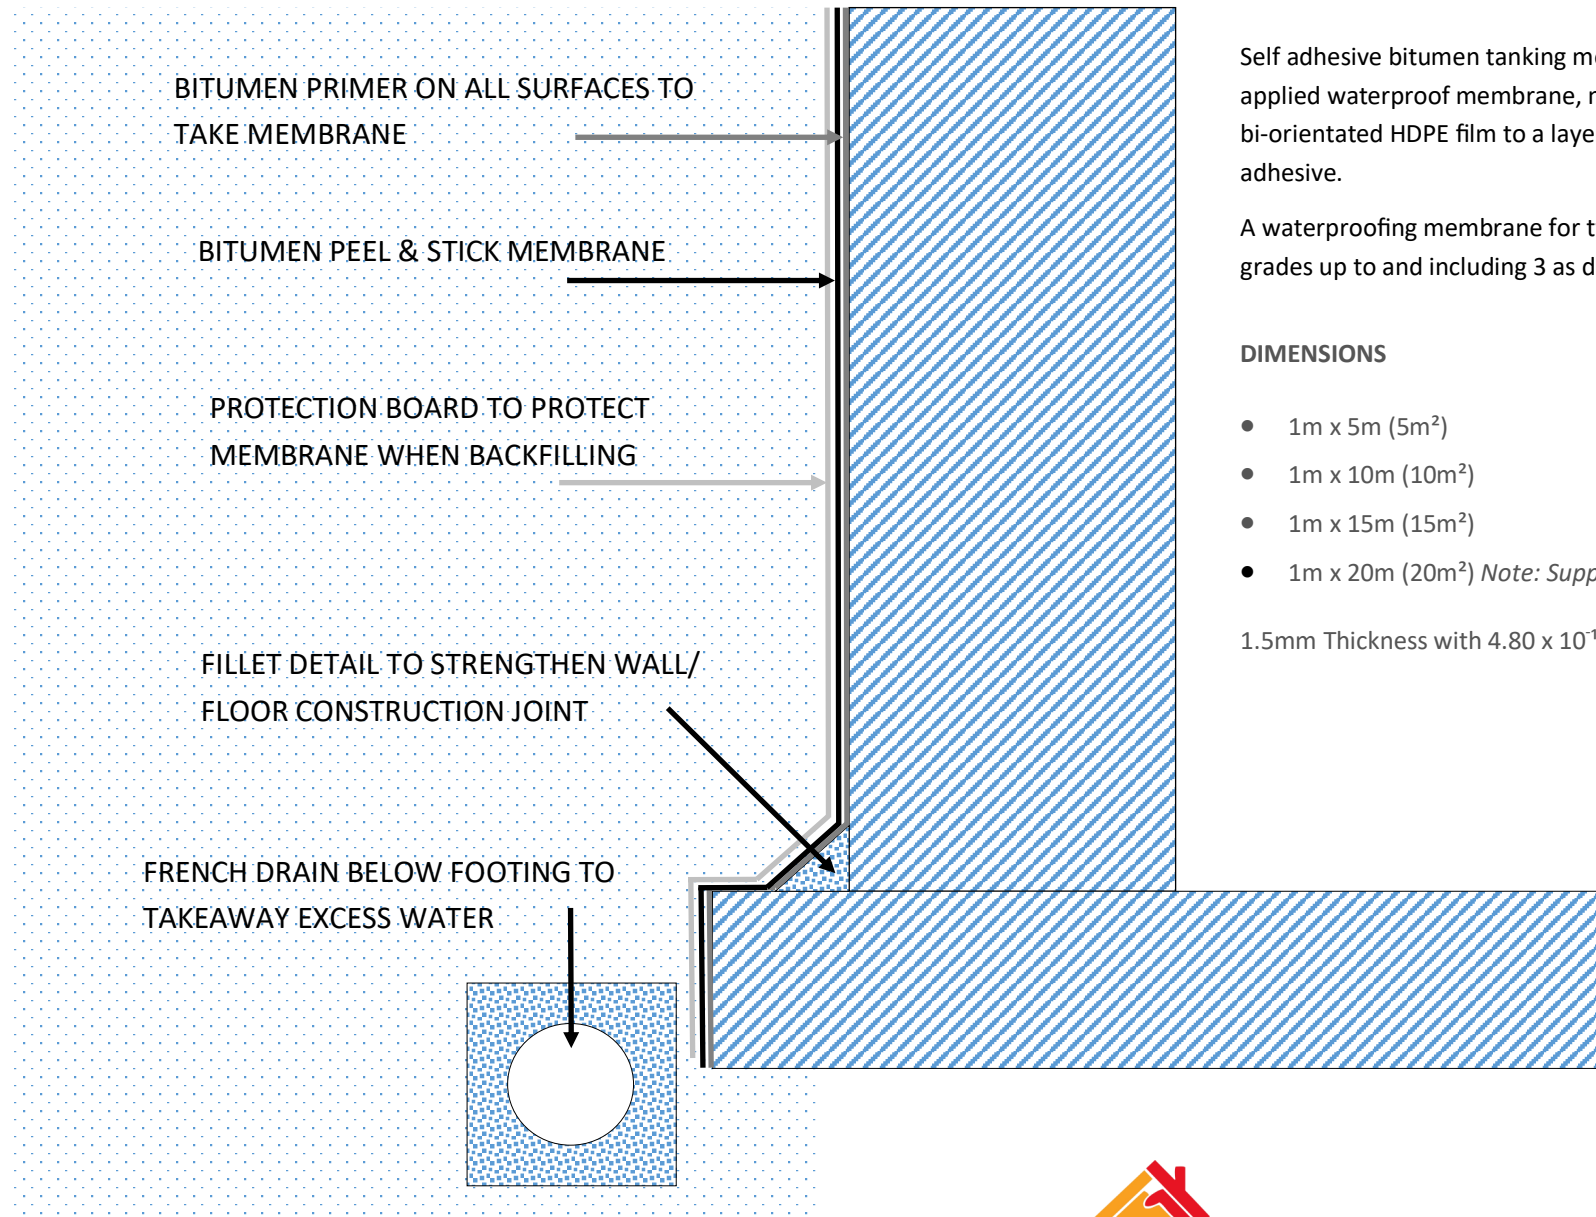 BITUMEN PRIMER ON ALL SURFACES TO
TAKE MEMBRANE
BITUMEN PEEL & STICK MEMBRANE
PROTECTION BOARD TO PROTECT
MEMBRANE WHEN BACKFILLING
FILLET DETAIL TO STRENGTHEN WALL/
FLOOR CONSTRUCTION JOINT
FRENCH DRAIN BELOW FOOTING TO
TAKEAWAY EXCESS WATER
Self adhesive bitumen tanking
applied waterproof membrane,
bi-orientated HDPE film to a
adhesive.
A waterproofing membrane for
grades up to and including 3 as
DIMENSIONS
• 1m x 5m (5m²)
• 1m x 10m (10m²)
• 1m x 15m (15m²)
• 1m x 20m (20m²) Note:
1.5mm Thickness with 4.80 x